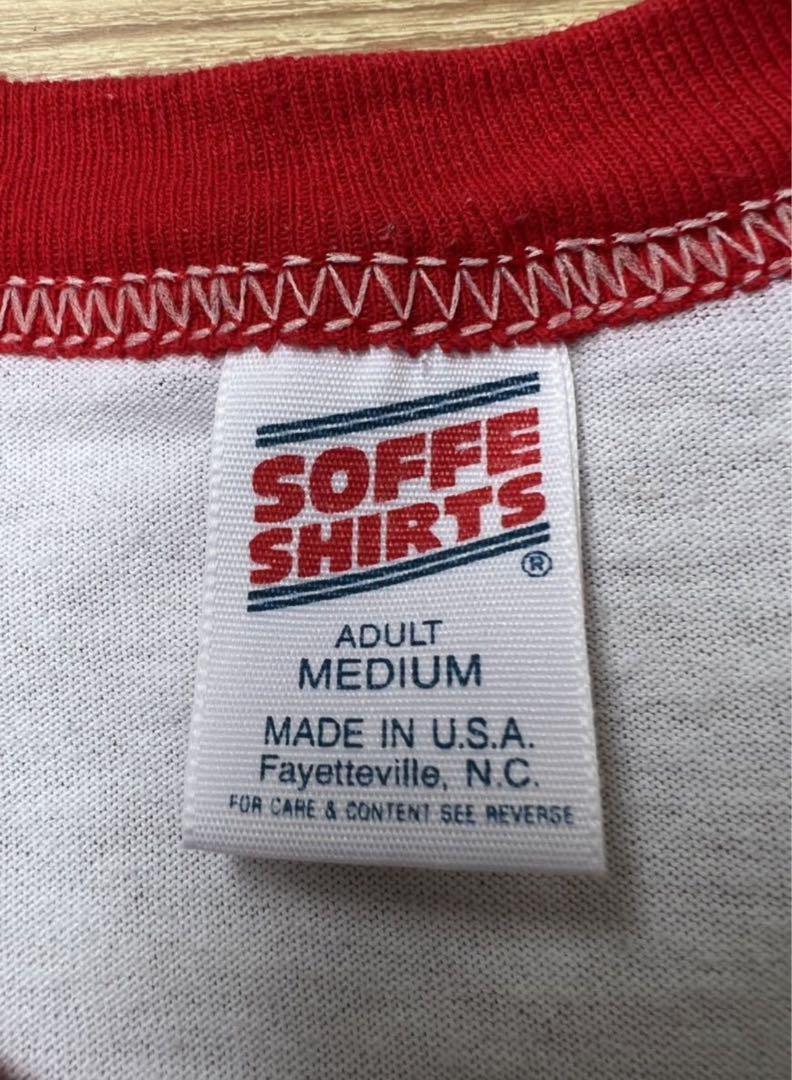 SOFFE
SHIRTS
®
ADULT
MEDIUM
MADE IN U.S.A.
Fayetteville, N.C.
FOR CARE & CONTENT SEE REVERSE